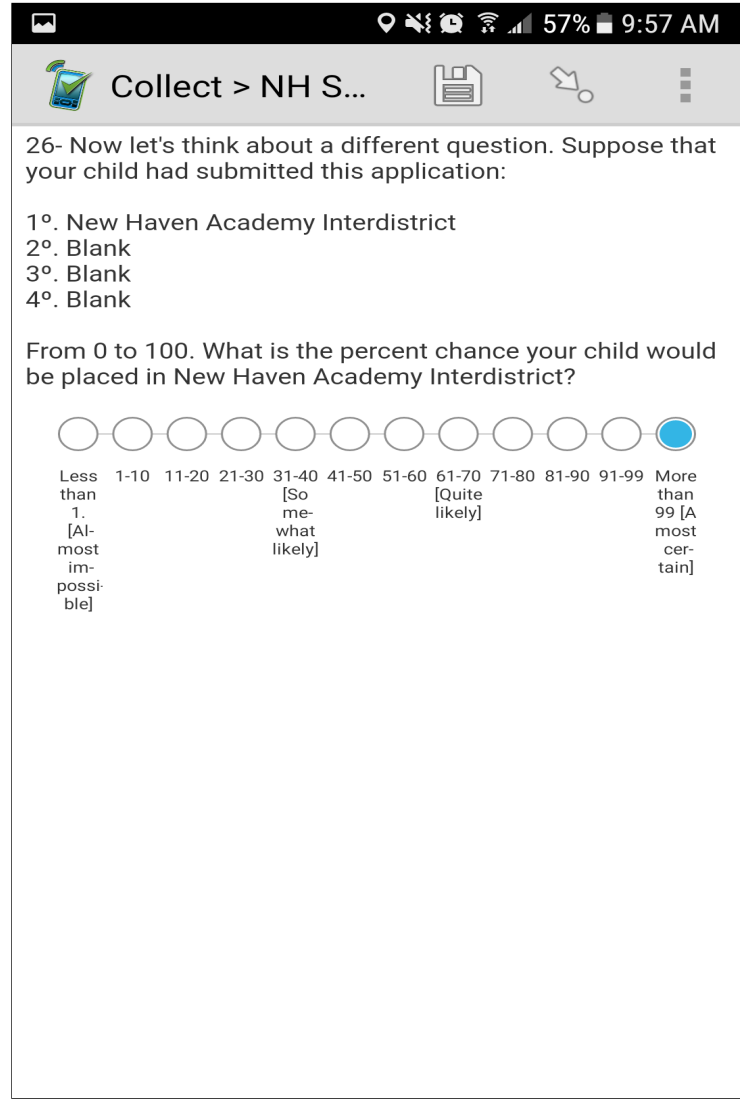 57% 9:57 AM
Collect > NH S...
26- Now let's think about a different question. Suppose that
your child had submitted this application:
1º. New Haven Academy Interdistrict
2º. Blank
3º. Blank
4º. Blank
From 0 to 100. What is the percent chance your child would
be placed in New Haven Academy Interdistrict?
Less than 1. [Al-most im-possi-ble]
1-10
11-20
21-30
31-40 [So me-what likely]
41-50
51-60
61-70 [Quite likely]
71-80
81-90
91-99
More than 99 [A most cer-tain]